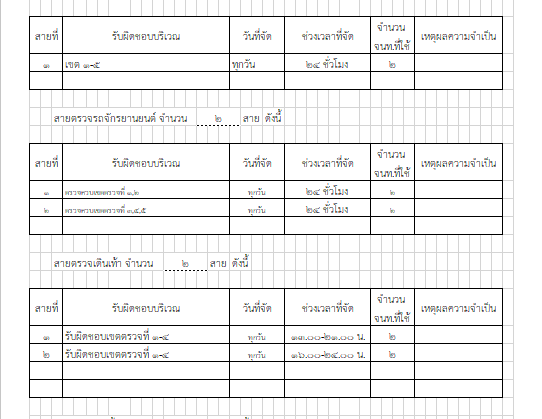 สายที่ รับผิดชอบบริเวณ วันที่จัด ช่วงเวลาที่จัด จำนวน จนท.ที่ใช้ เหตุผลความจำเป็น
๑ เขต ๑-๕ ทุกวัน ๒๔ ชั่วโมง ๒
สายตรวจรถจักรยานยนต์ จำนวน ๒ สาย ดังนี้
สายที่ รับผิดชอบบริเวณ วันที่จัด ช่วงเวลาที่จัด จำนวน จนท.ที่ใช้ เหตุผลความจำเป็น
๑ ตรวจครบเขตตรวจที่ ๑,๒ ทุกวัน ๒๔ ชั่วโมง ๒
๒ ตรวจครบเขตตรวจที่ ๓,๔,๕ ทุกวัน ๒๔ ชั่วโมง ๒
สายตรวจเดินเท้า จำนวน ๒ สาย ดังนี้
สายที่ รับผิดชอบบริเวณ วันที่จัด ช่วงเวลาที่จัด จำนวน จนท.ที่ใช้ เหตุผลความจำเป็น
๑ รับผิดชอบเขตตรวจที่ ๑-๔ ทุกวัน ๑๓.๐๐-๒๑.๐๐ น. ๒
๒ รับผิดชอบเขตตรวจที่ ๑-๔ ทุกวัน ๑๖.๐๐-๒๔.๐๐ น. ๒